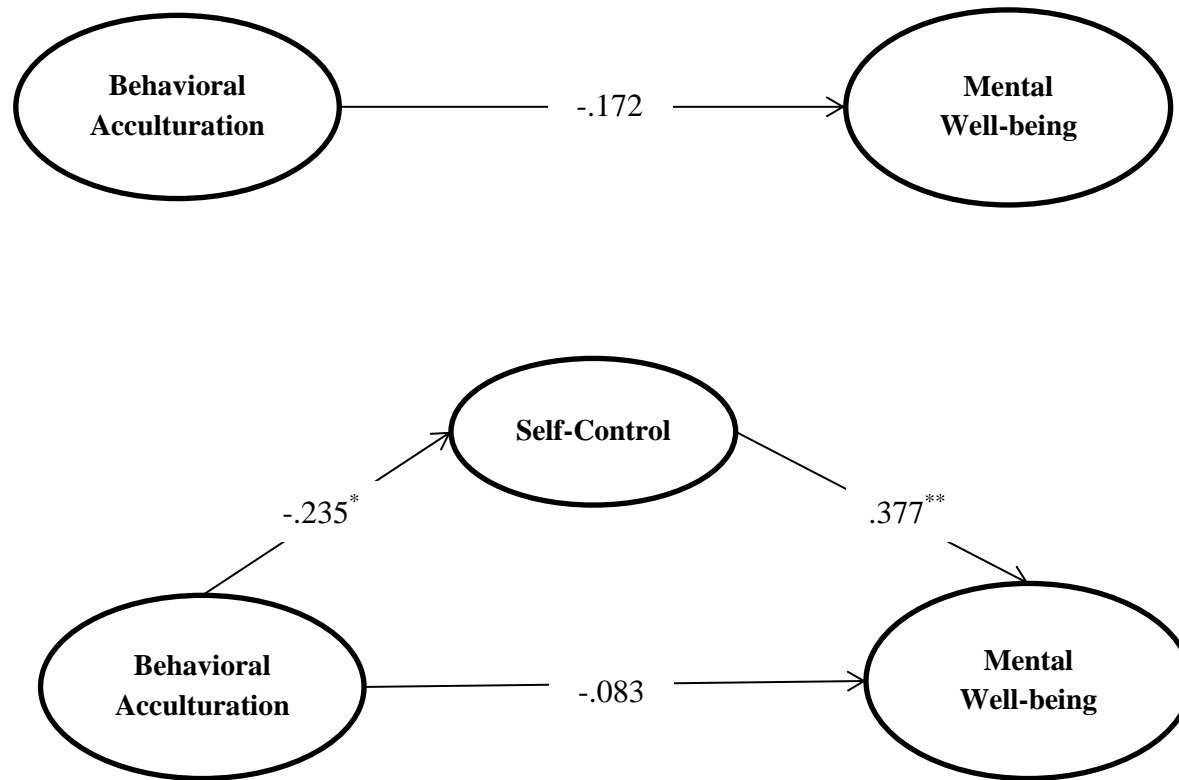 Behavioral
Acculturation
-.172
Mental
Well-being
Self-Control
-.235*
.377**
Behavioral
Acculturation
-.083
Mental
Well-being